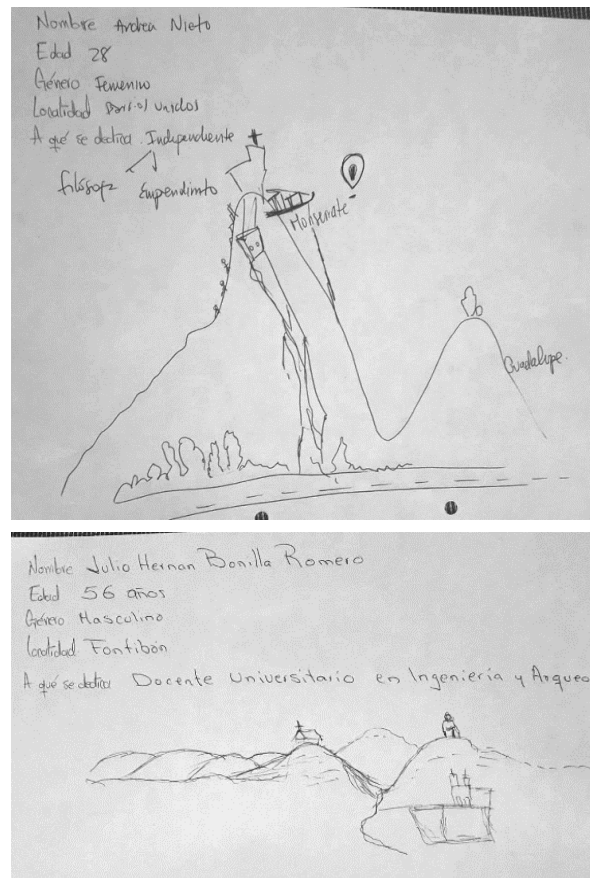 Nombre Andrea Nieto
Edad 28
Género Femenino
Localidad Barrios Unidos
A qué se dedica. Independiente
filósofa Empendimto
Monserrate
Guadalupe.
Nombre Julio Hernan Bonilla Romero
Edad 56 años
Género Masculino
Localidad Fontibón
A qué se dedica Docente Universitario en Ingeniería y Arqueo